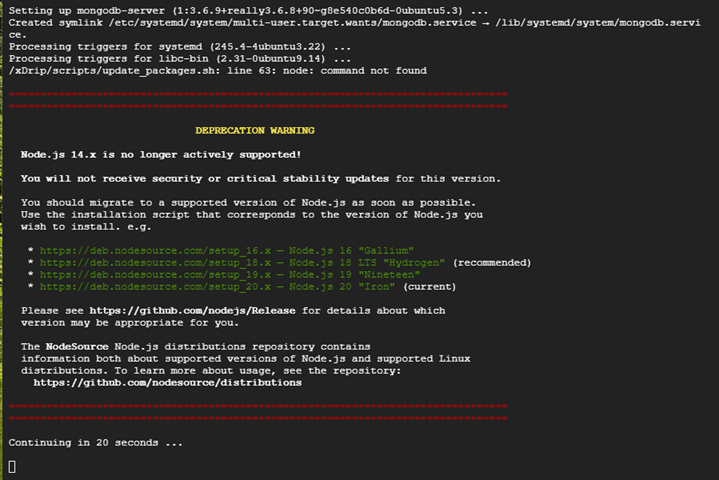 Setting up mongodb-server (1:3.6.9+really3.6.8+90~g8e540c0b6d-0ubuntu5.3) ...
Created symlink /etc/systemd/system/multi-user.target.wants/mongodb.service → /lib/systemd/system/mongodb.servi
ce.
Processing triggers for systemd (245.4-4ubuntu3.22) ...
Processing triggers for libc-bin (2.31-0ubuntu9.14) ...
/xDrip/scripts/update_packages.sh: line 63: node: command not found
================================================================================
================================================================================
DEPRECATION WARNING
Node.js 14.x is no longer actively supported!
You will not receive security or critical stability updates for this version.
You should migrate to a supported version of Node.js as soon as possible.
Use the installation script that corresponds to the version of Node.js you
wish to install. e.g.
* https://deb.nodesource.com/setup_16.x — Node.js 16 "Gallium"
* https://deb.nodesource.com/setup_18.x — Node.js 18 LTS "Hydrogen" (recommended)
* https://deb.nodesource.com/setup_19.x — Node.js 19 "Nineteen"
* https://deb.nodesource.com/setup_20.x — Node.js 20 "Iron" (current)
Please see https://github.com/nodejs/Release for details about which
version may be appropriate for you.
The NodeSource Node.js distributions repository contains
information both about supported versions of Node.js and supported Linux
distributions. To learn more about usage, see the repository:
https://github.com/nodesource/distributions
================================================================================
================================================================================
Continuing in 20 seconds ...